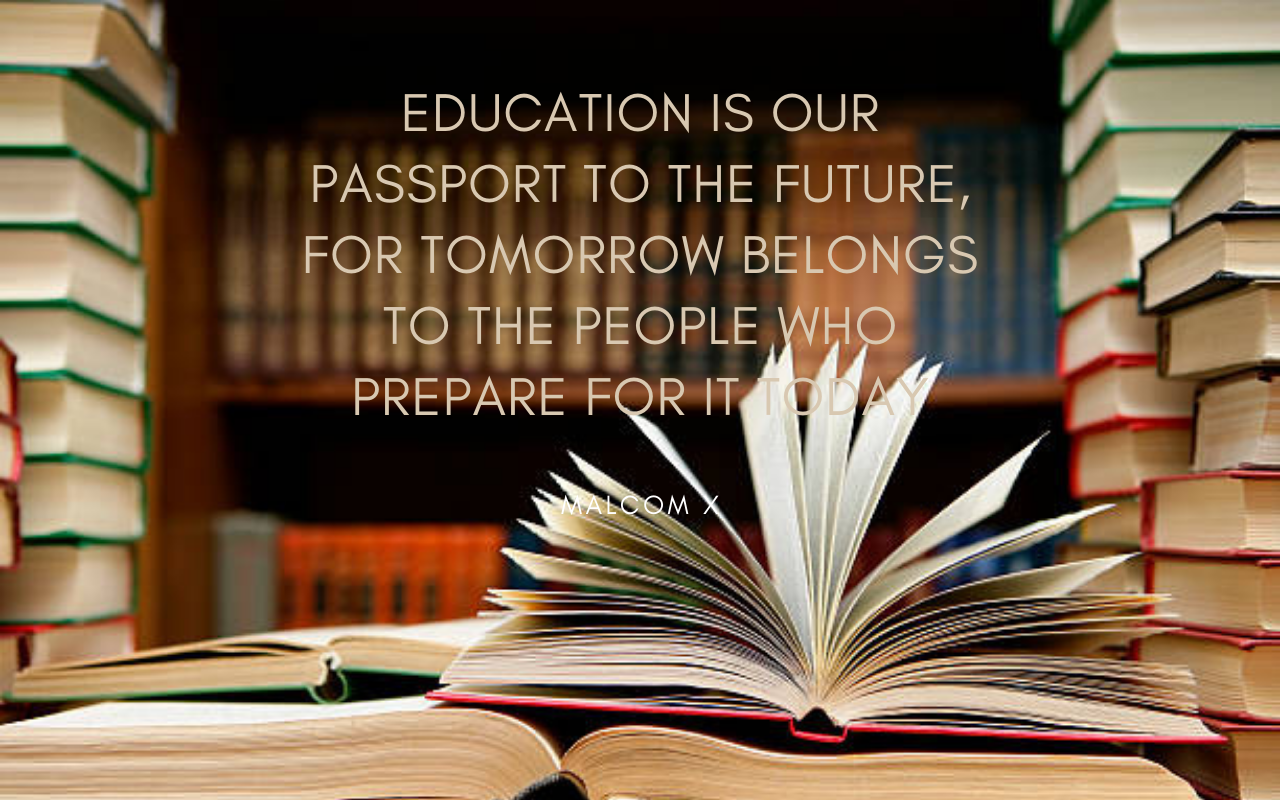 EDUCATION IS OUR
PASSPORT TO THE FUTURE,
FOR TOMORROW BELONGS
TO THE PEOPLE WHO
PREPARE FOR IT TODAY
MALCOM X